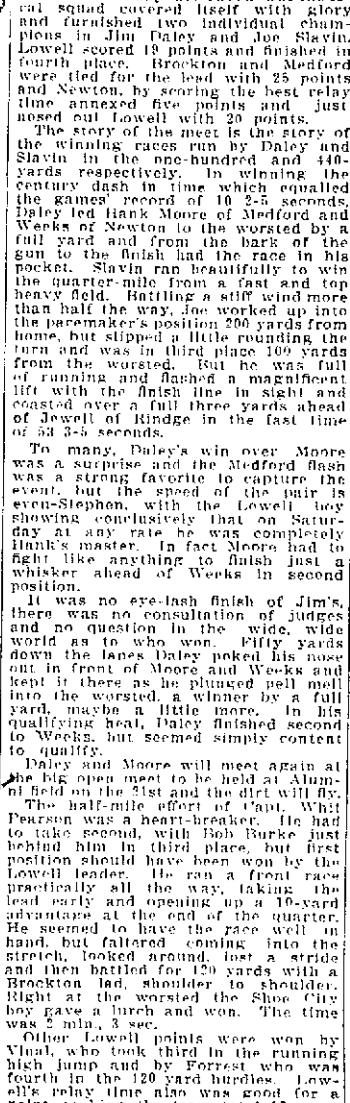 cal squad covered itself with glory
and furnished two individual cham-
pions in Jim Daley and Joe Slavin.
Lowell scored 19 points and finished in
fourth place. Brockton and Medford
were tied for the lead with 25 points
and Newton, by scoring the best relay
time annexed five points and just
nosed out Lowell with 20 points.
The story of the meet is the story of
the winning races run by Daley and
Slavin in the one-hundred and 440-
yards respectively. In winning the
century dash in time which equalled
the games' record of 10 2-5 seconds,
Daley led Hank Moore of Medford and
Weeks of Newton to the worsted by a
full yard and from the bark of the
gun to the finish had the race in his
pocket. Slavin ran beautifully to win
the quarter-mile from a fast and top
heavy field. Battling a stiff wind more
than half the way, Joe worked up into
the pacemaker's position 200 yards from
home, but slipped a little rounding the
turn and was in third place 100 yards
from the worsted. But he was full
of running and flashed a magnificent
lift with the finish line in sight and
coasted over a full three yards ahead
of Jewell of Rindge in the fast time
of 53 3-5 seconds.
To many, Daley's win over Moore
was a surprise and the Medford flash
was a strong favorite to capture the
event, but the speed of the pair is
even-Stephen, with the Lowell boy
showing conclusively that on Satur-
day at any rate he was completely
Hank's master. In fact Moore had to
fight like anything to finish just a
whisker ahead of Weeks in second
position.
It was no eye-lash finish of Jim's,
there was no consultation of judges
and no question in the wide, wide
world as to who won. Fifty yards
down the lanes Daley poked his nose
out in front of Moore and Weeks and
kept it there as he plunged pell mell
into the worsted, a winner by a full
yard, maybe a little more. In his
qualifying heat, Daley finished second
to Weeks, but seemed simply content
to qualify.
Daley and Moore will meet again at
the big open meet to be held at Alum-
ni field on the 31st and the dirt will fly.
The half-mile effort of Capt. Whit
Pearson was a heart-breaker. He had
to take second, with Bob Burke just
behind him in third place, but first
position should have been won by the
Lowell leader. He ran a front race
practically all the way, taking the
lead early and opening up a 10-yard
advantage at the end of the quarter.
He seemed to have the race well in
hand, but faltered coming into the
stretch, looked around, lost a stride
and then battled for 120 yards with a
Brockton lad, shoulder to shoulder.
Right at the worsted the Shoe City
boy gave a lurch and won. The time
was 2 min., 3 sec.
Other Lowell points were won by
Vinal, who took third in the running
high jump and by Forrest who was
fourth in the 120 yard hurdles. Low-
ell's relay time also was good for a